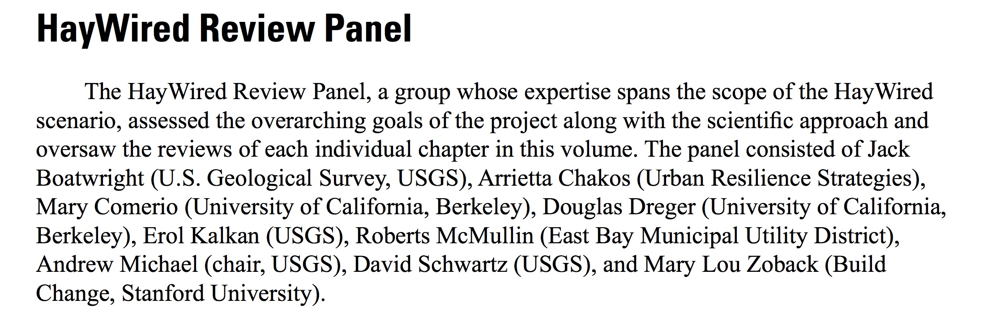 HayWired Review Panel
The HayWired Review Panel, a group whose expertise spans the scope of the HayWired
scenario, assessed the overarching goals of the project along with the scientific approach and
oversaw the reviews of each individual chapter in this volume. The panel consisted of Jack
Boatwright (U.S. Geological Survey, USGS), Arrietta Chakos (Urban Resilience Strategies),
Mary Comerio (University of California, Berkeley), Douglas Dreger (University of California,
Berkeley), Erol Kalkan (USGS), Roberts McMullin (East Bay Municipal Utility District),
Andrew Michael (chair, USGS), David Schwartz (USGS), and Mary Lou Zoback (Build
Change, Stanford University).